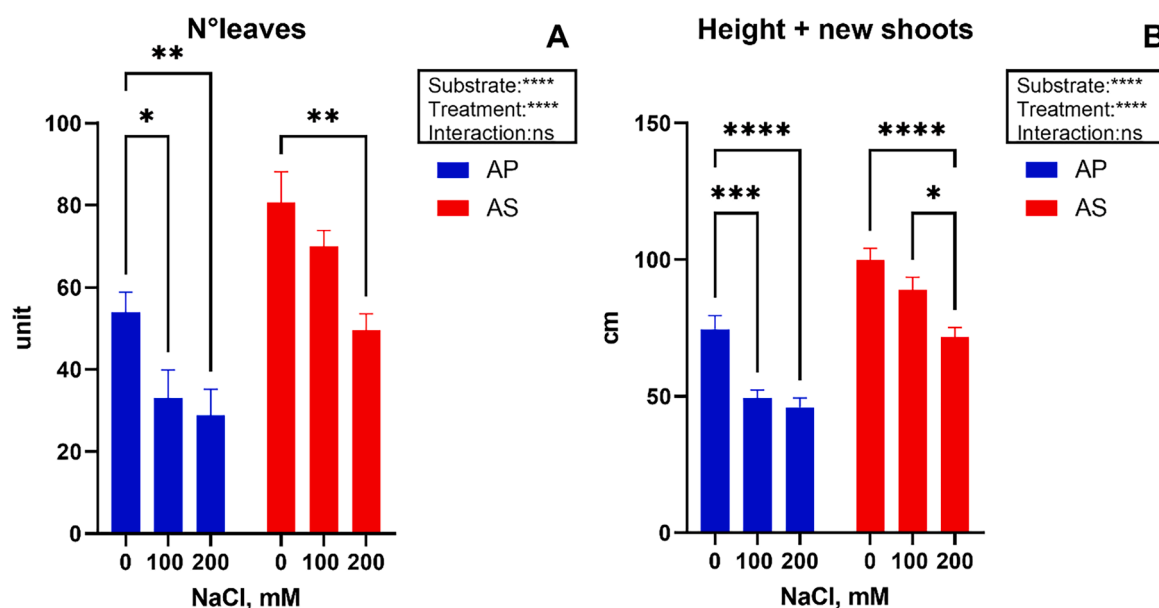 N°leaves
A
Substrate:****
Treatment:****
Interaction:ns
AP
AS
**
*
**
100
80
60
40
20
0
unit
0 100 200 0 100 200
NaCl, mM
Height + new shoots
B
Substrate:****
Treatment:****
Interaction:ns
AP
AS
****
****
***
*
150
100
50
0
cm
0 100 200 0 100 200
NaCl, mM